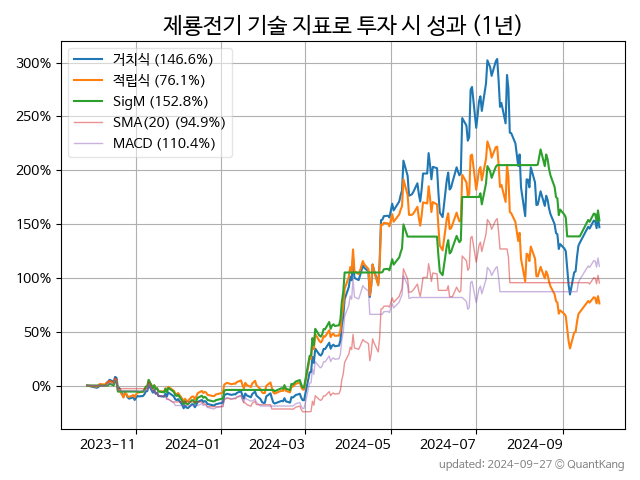 제룡전기 기술 지표로 투자 시 성과 (1년)
거치식 (146.6%)
적립식 (76.1%)
SigM (152.8%)
SMA(20) (94.9%)
MACD (110.4%)
300%
250%
200%
150%
100%
50%
0%
2023-11 2024-01 2024-03 2024-05 2024-07 2024-09
updated: 2024-09-27 © QuantKang